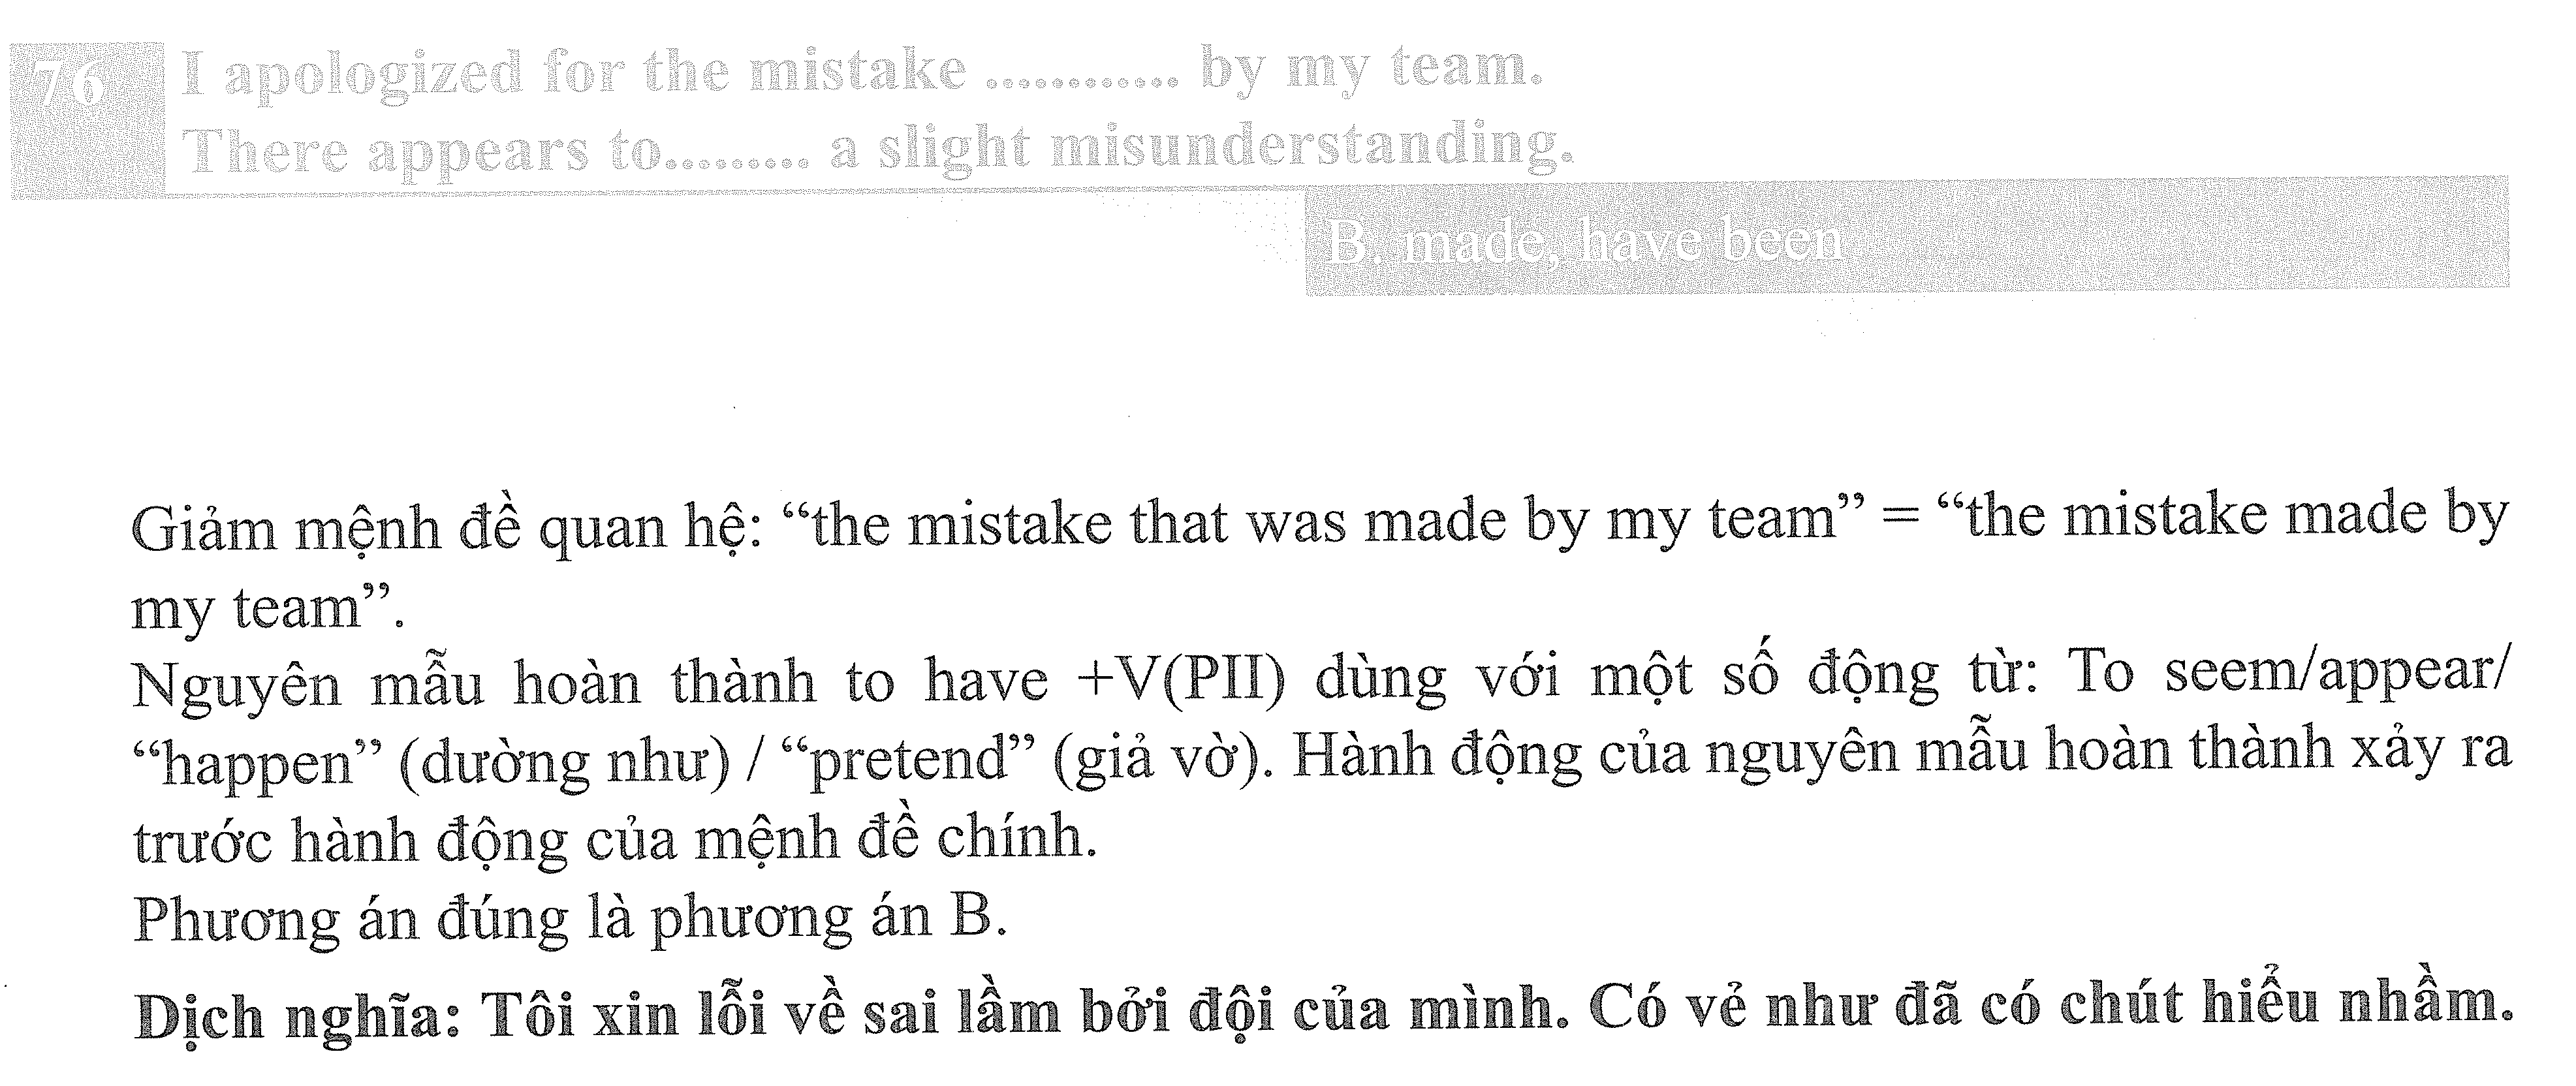 76 I apologized for the mistake ............ by my team.
There appears to......... a slight misunderstanding.
B. made, have been
Giảm mệnh đề quan hệ: “the mistake that was made by my team” = “the mistake made by
my team”.
Nguyên mẫu hoàn thành to have +V(PII) dùng với một số động từ: To seem/appear/
“happen” (dường như) / “pretend” (giả vờ). Hành động của nguyên mẫu hoàn thành xảy ra
trước hành động của mệnh đề chính.
Phương án đúng là phương án B.
Dịch nghĩa: Tôi xin lỗi về sai lầm bởi đội của mình. Có vẻ như đã có chút hiểu nhầm.